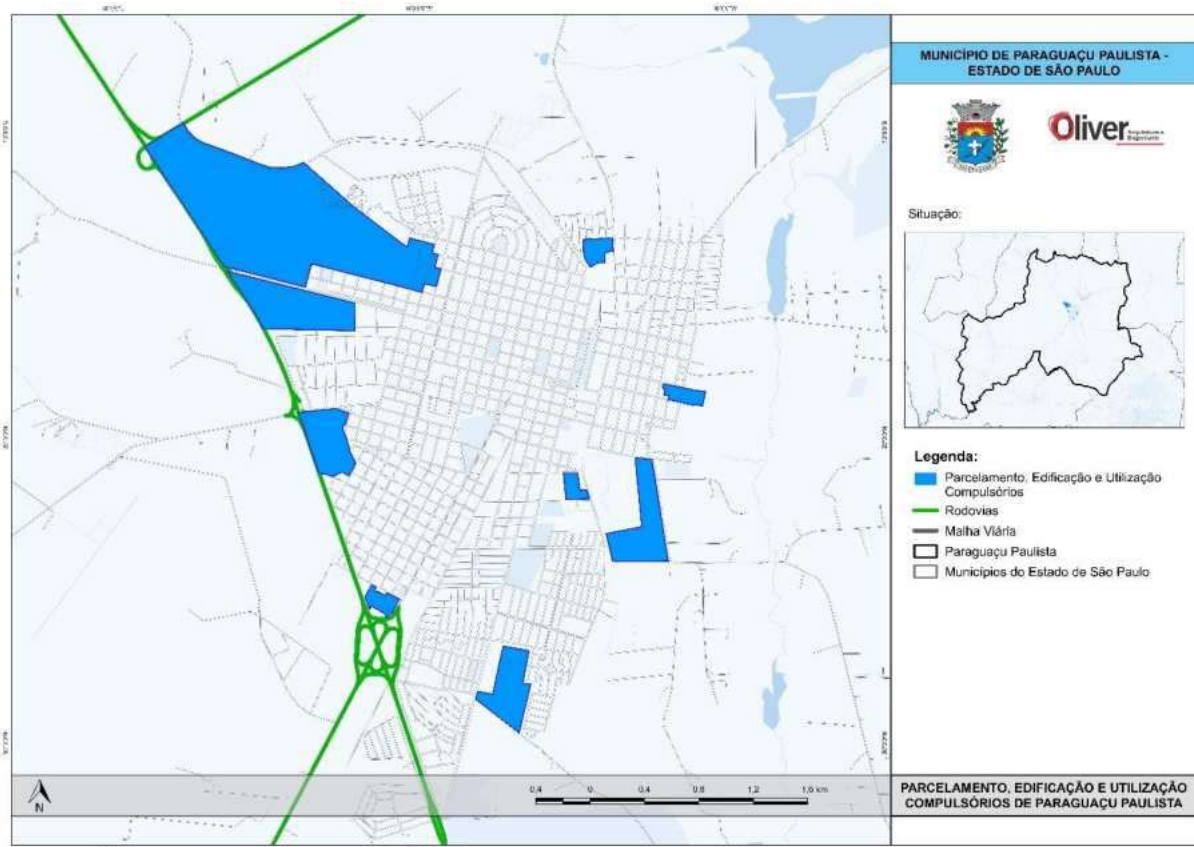 MUNICÍPIO DE PARAGUAÇU PAULISTA -
ESTADO DE SÃO PAULO
Oliver
Situação:
Legenda:
Parcelamento, Edificação e Utilização
Compulsórios
Rodovias
Malha Viária
Paraguaçu Paulista
Municípios do Estado de São Paulo
N
0,4 0 0,4 0,8 1,2 1,6 km
PARCELAMENTO, EDIFICAÇÃO E UTILIZAÇÃO
COMPULSÓRIOS DE PARAGUAÇU PAULISTA